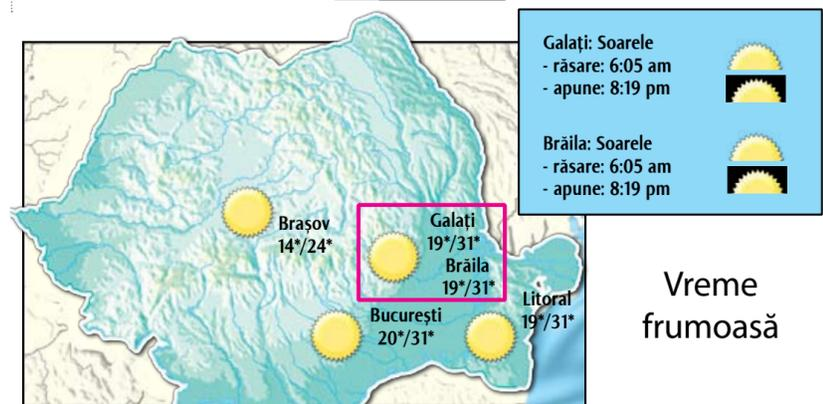 Galați: Soarele
- răsare: 6:05 am
- apune: 8:19 pm
Brăila: Soarele
- răsare: 6:05 am
- apune: 8:19 pm
Brașov
14*/24*
Galați
19*/31*
Brăila
19*/31*
București
20*/31*
Litoral
19*/31*
Vreme
frumoasă